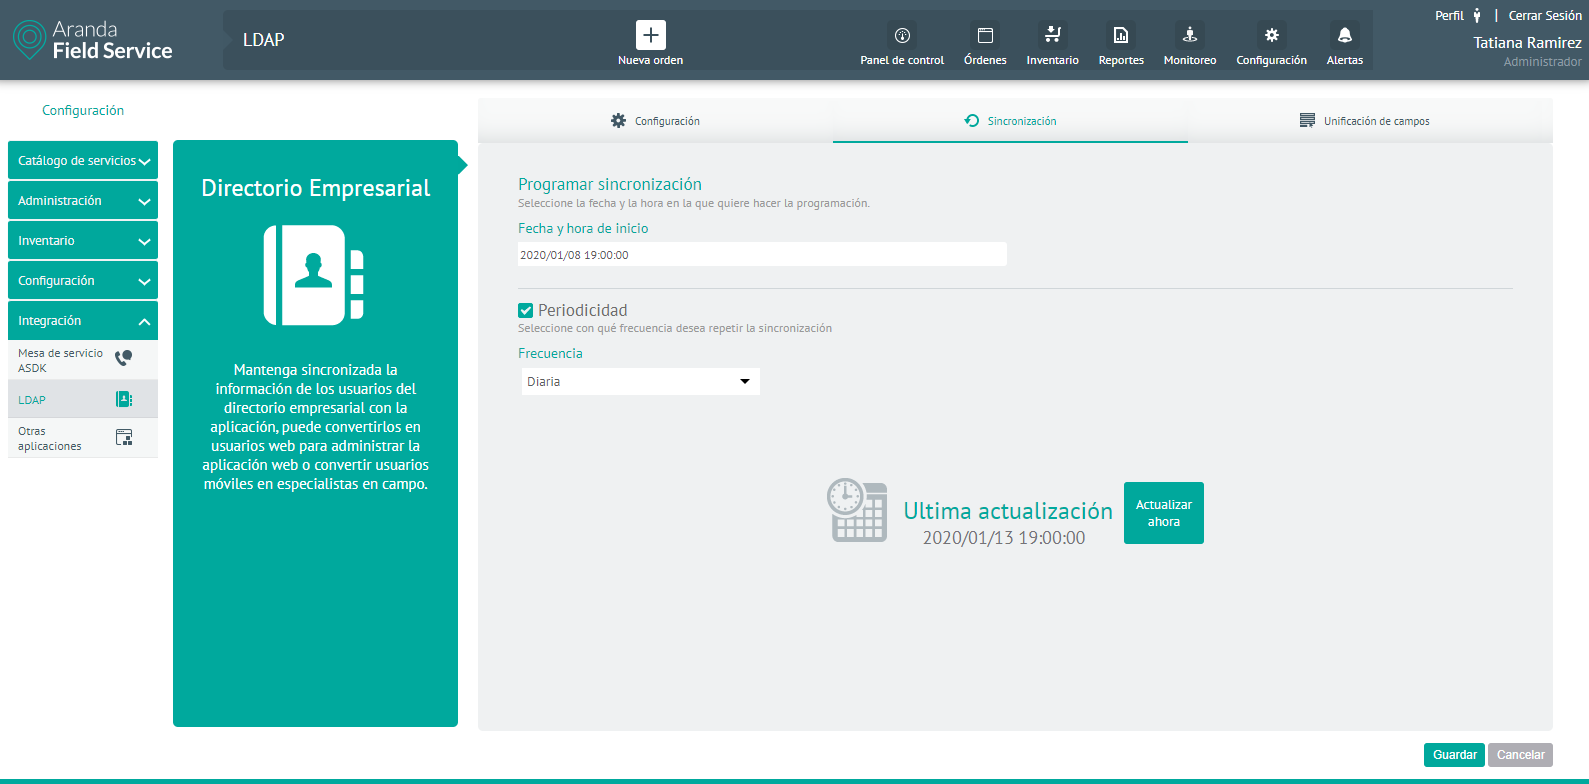 Aranda
Field Service
LDAP
Nueva orden
Panel de control
Órdenes
Inventario
Reportes
Monitoreo
Configuración
Alertas
Perfil | Cerrar Sesión
Tatiana Ramirez
Administrador
Configuración
Catálogo de servicios
Administración
Inventario
Configuración
Integración
Mesa de servicio
ASDK
LDAP
Otras
aplicaciones
Directorio Empresarial
Mantenga sincronizada la
información de los usuarios del
directorio empresarial con la
aplicación, puede convertirlos en
usuarios web para administrar la
aplicación web o convertir usuarios
móviles en especialistas en campo.
Configuración
Sincronización
Unificación de campos
Programar sincronización
Seleccione la fecha y la hora en la que quiere hacer la programación.
Fecha y hora de inicio
2020/01/08 19:00:00
Periodicidad
Seleccione con qué frecuencia desea repetir la sincronización
Frecuencia
Diaria
Ultima actualización
2020/01/13 19:00:00
Actualizar
ahora
Guardar
Cancelar